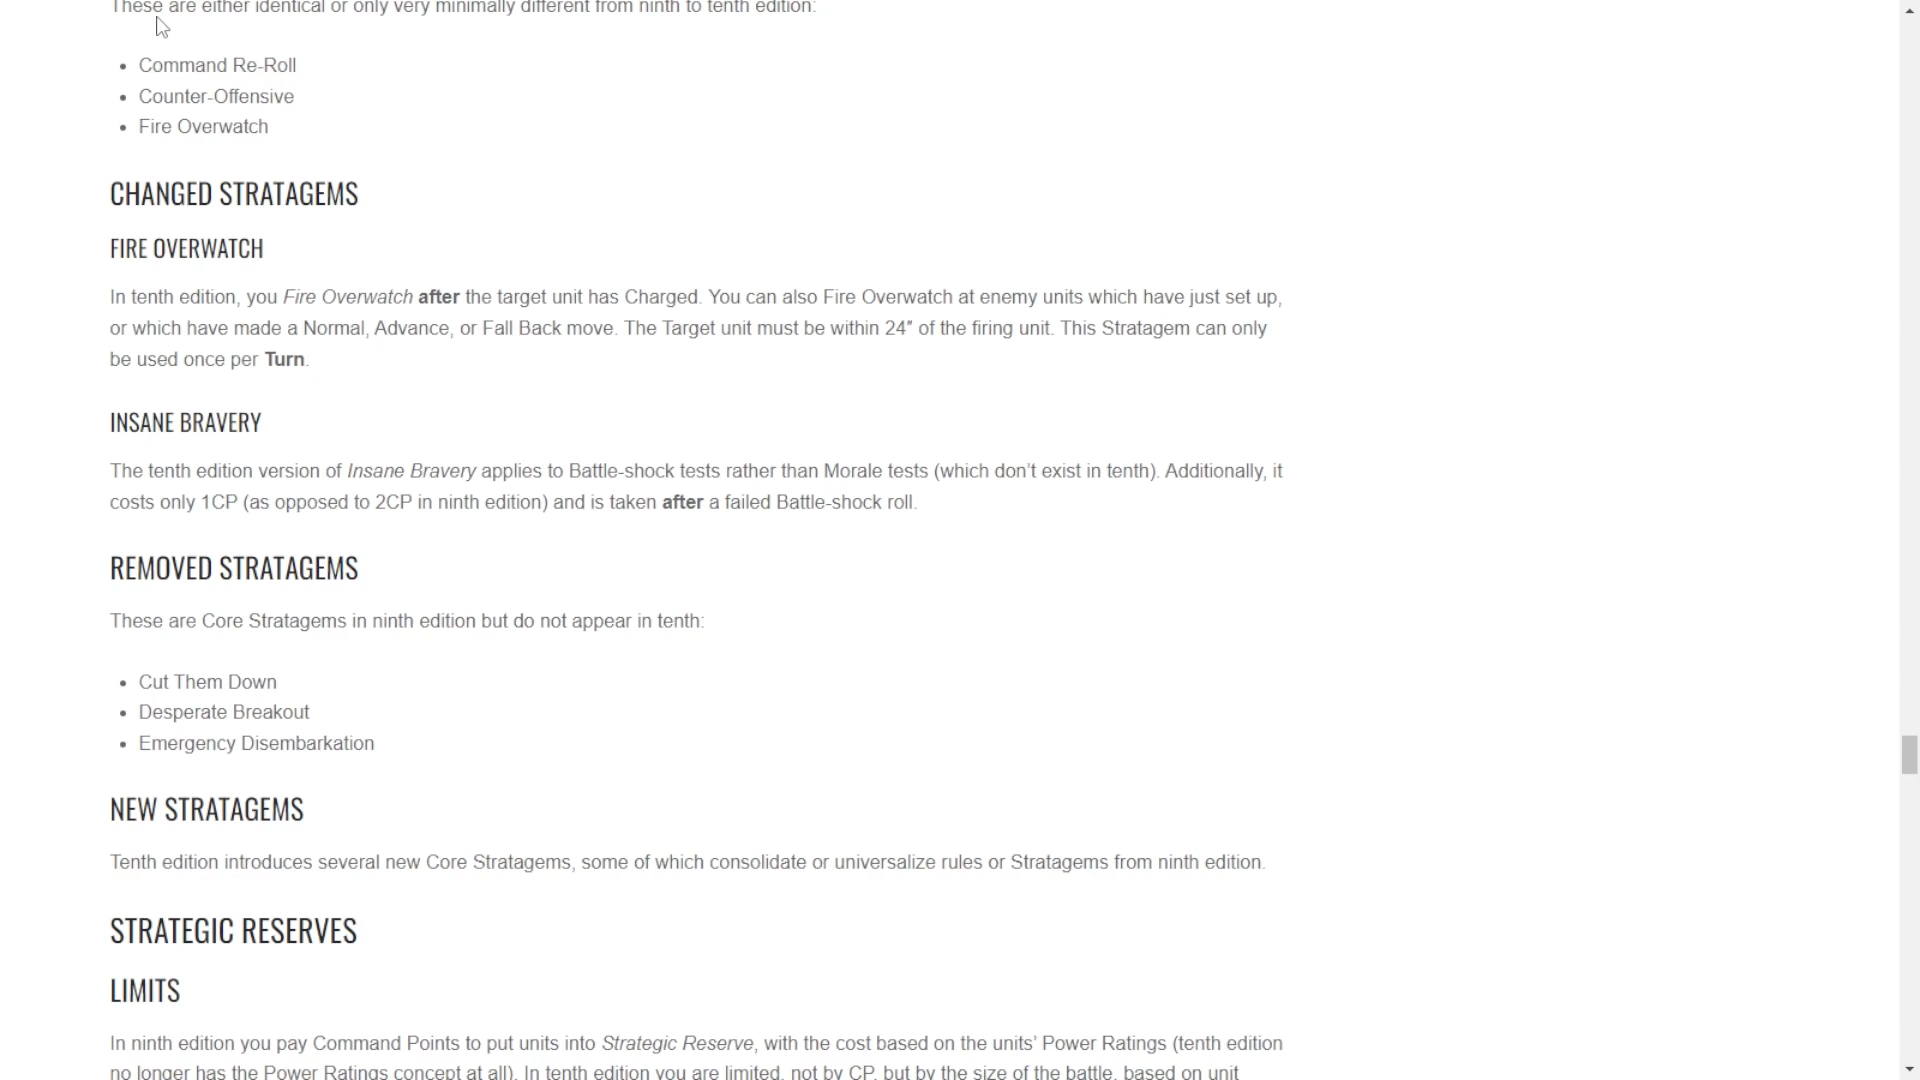 These are either identical or only very minimally different from ninth to tenth edition:
• Command Re-Roll
• Counter-Offensive
• Fire Overwatch
CHANGED STRATAGEMS
FIRE OVERWATCH
In tenth edition, you Fire Overwatch after the target unit has Charged. You can also Fire Overwatch at enemy units which have just set up,
or which have made a Normal, Advance, or Fall Back move. The Target unit must be within 24″ of the firing unit. This Stratagem can only
be used once per Turn.
INSANE BRAVERY
The tenth edition version of Insane Bravery applies to Battle-shock tests rather than Morale tests (which don’t exist in tenth). Additionally, it
costs only 1CP (as opposed to 2CP in ninth edition) and is taken after a failed Battle-shock roll.
REMOVED STRATAGEMS
These are Core Stratagems in ninth edition but do not appear in tenth:
• Cut Them Down
• Desperate Breakout
• Emergency Disembarkation
NEW STRATAGEMS
Tenth edition introduces several new Core Stratagems, some of which consolidate or universalize rules or Stratagems from ninth edition.
STRATEGIC RESERVES
LIMITS
In ninth edition you pay Command Points to put units into Strategic Reserve, with the cost based on the units’ Power Ratings (tenth edition
no longer has the Power Ratings concept at all). In tenth edition you are limited, not by CP, but by the size of the battle, based on unit